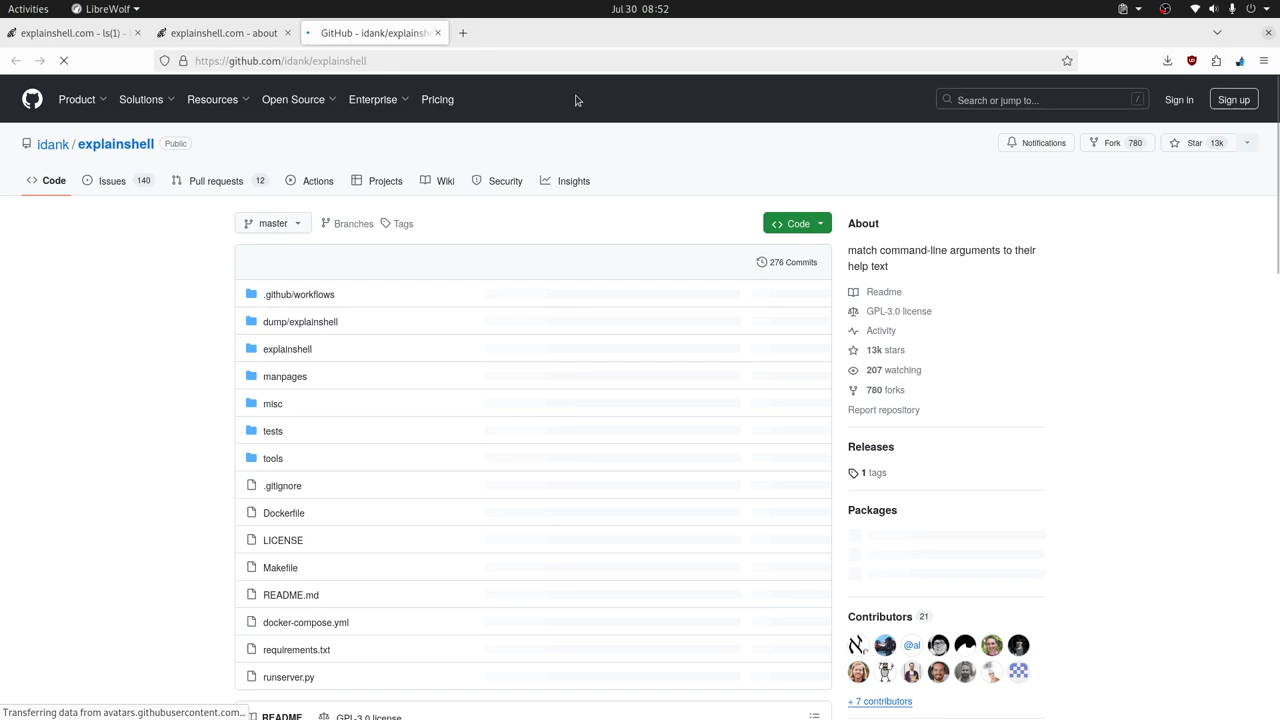 Activities
LibreWolf
Jul 30 08:52
explainshell.com - ls(1) -
explainshell.com - about
GitHub - idank/explainsh
https://github.com/idank/explainshell
Product
Solutions
Resources
Open Source
Enterprise
Pricing
Search or jump to...
/
Sign in
Sign up
idank / explainshell
Public
Notifications
Fork 780
Star 13k
Code
Issues 140
Pull requests 12
Actions
Projects
Wiki
Security
Insights
master
Branches
Tags
Code
276 Commits
.github/workflows
dump/explainshell
explainshell
manpages
misc
tests
tools
.gitignore
Dockerfile
LICENSE
Makefile
README.md
docker-compose.yml
requirements.txt
runserver.py
README
GPL-3.0 license
About
match command-line arguments to their
help text
Readme
GPL-3.0 license
Activity
13k stars
207 watching
780 forks
Report repository
Releases
1 tags
Packages
Contributors 21
@al
+ 7 contributors
Transferring data from avatars.githubusercontent.com...